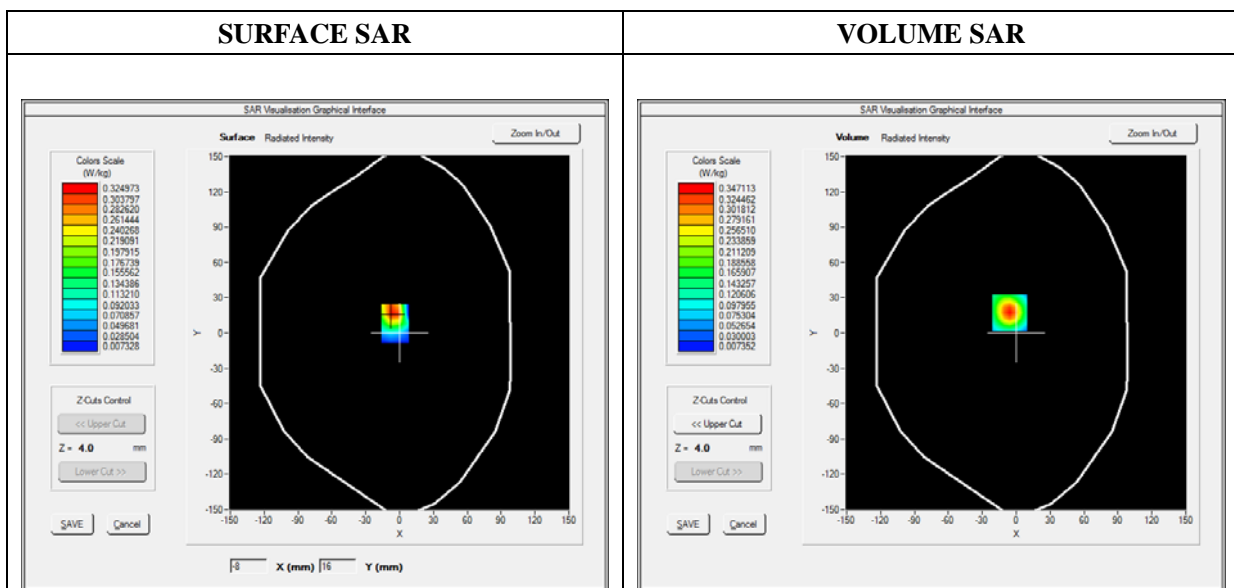 SURFACE SAR
VOLUME SAR
SAR Visualisation Graphical Interface
Surface Radiated Intensity
Zoom In/Out
Colors Scale
(W/kg)
0.324973
0.303797
0.282620
0.261444
0.240268
0.219091
0.197915
0.176739
0.155562
0.134386
0.113210
0.092033
0.070857
0.049681
0.028504
0.007328
Z-Cuts Control
<< Upper Cut
Z = 4.0 mm
Lower Cut >>
SAVE Cancel
150
120
90
60
30
0
-30
-60
-90
-120
-150
Y
-150 -120 -90 -60 -30 0 30 60 90 120 150
X
-8 X (mm) 16 Y (mm)
SAR Visualisation Graphical Interface
Volume Radiated Intensity
Zoom In/Out
Colors Scale
(W/kg)
0.347113
0.324462
0.301812
0.279161
0.256510
0.233859
0.211209
0.188558
0.165907
0.143257
0.120606
0.097955
0.075304
0.052654
0.030003
0.007352
Z-Cuts Control
<< Upper Cut
Z = 4.0 mm
Lower Cut >>
SAVE Cancel
150
120
90
60
30
0
-30
-60
-90
-120
-150
Y
-150 -120 -90 -60 -30 0 30 60 90 120 150
X